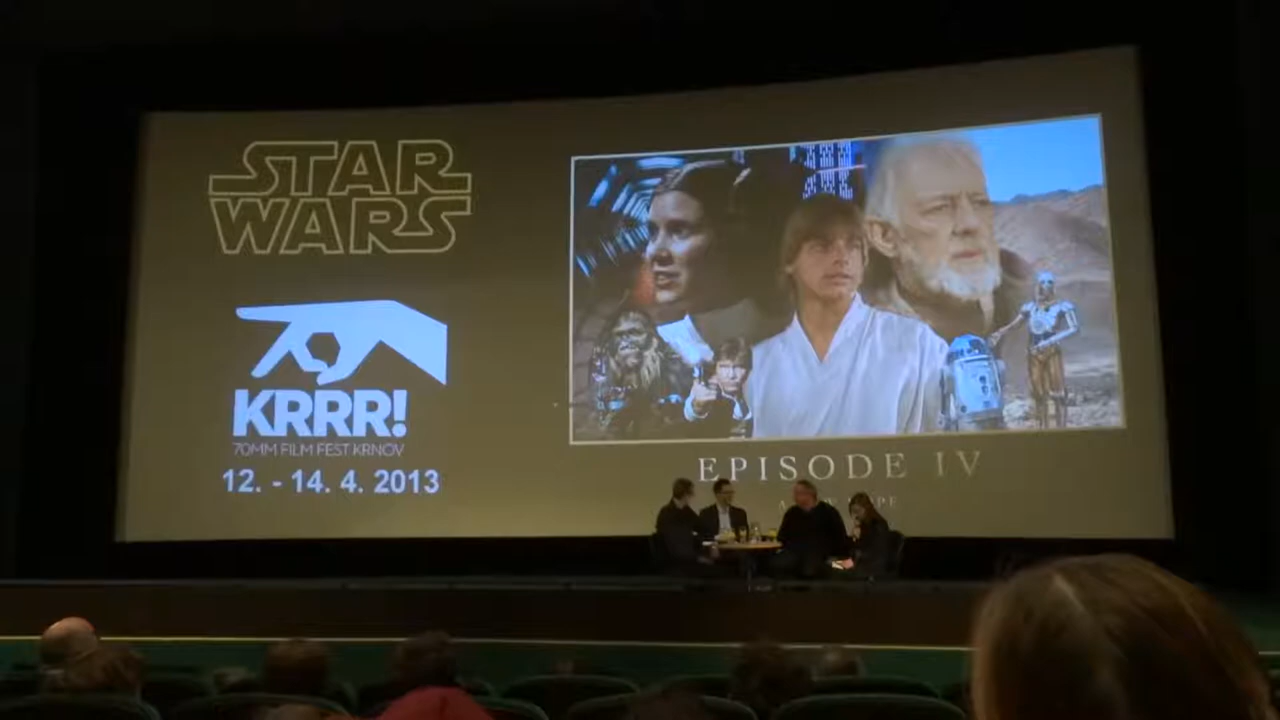 STAR
WARS
KRRR!
70MM FILM FEST KRNOV
12. - 14. 4. 2013
EPISODE IV